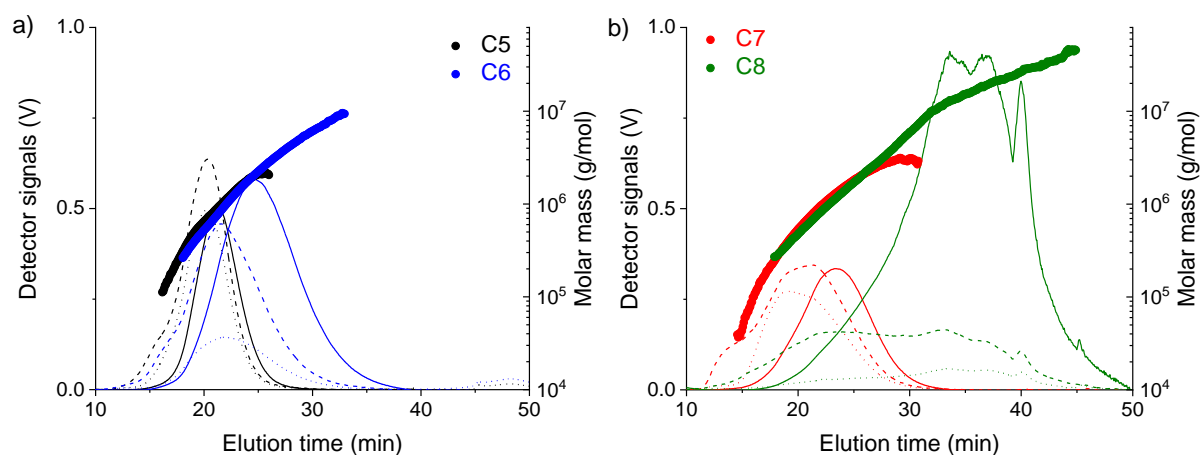 a)
C5
C6
1.0
0.5
0.0
Detector signals (V)
10 20 30 40 50
Elution time (min)
10^7
10^6
10^5
10^4
Molar mass (g/mol)
b)
C7
C8
1.0
0.5
0.0
Detector signals (V)
10 20 30 40 50
Elution time (min)
10^7
10^6
10^5
10^4
Molar mass (g/mol)